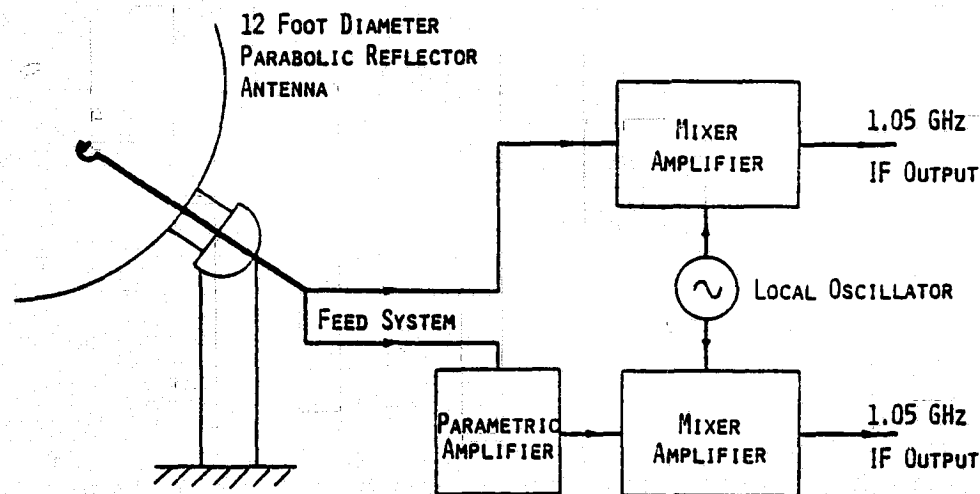 12 FOOT DIAMETER
PARABOLIC REFLECTOR
ANTENNA
MIXER
AMPLIFIER
1.05 GHz
IF OUTPUT
LOCAL OSCILLATOR
FEED SYSTEM
PARAMETRIC
AMPLIFIER
MIXER
AMPLIFIER
1.05 GHz
IF OUTPUT